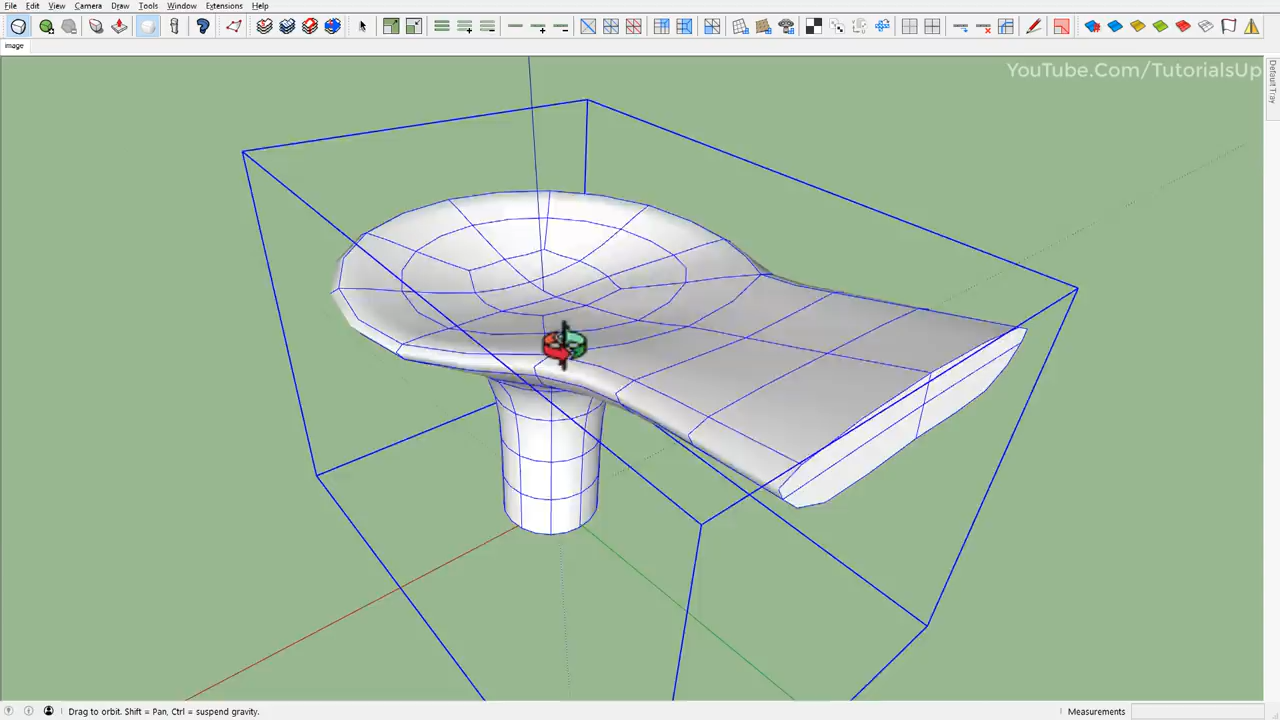 File Edit View Camera Draw Tools Window Extensions Help
image
YouTube.Com/TutorialsUp
Default Tray
Drag to orbit. Shift = Pan, Ctrl = suspend gravity.
Measurements